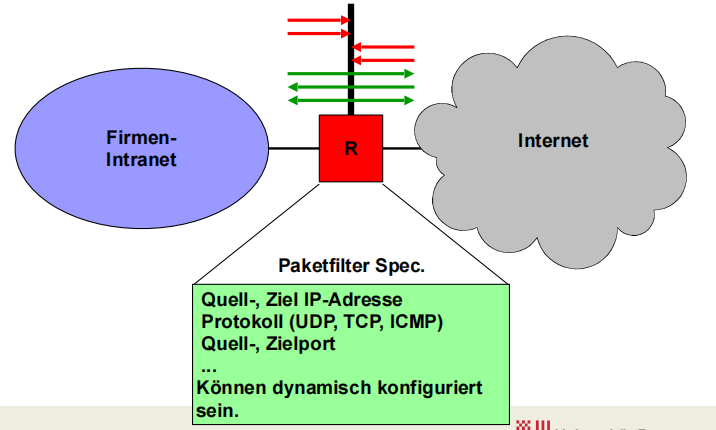 Firmen-
Intranet
R
Internet
Paketfilter Spec.
Quell-, Ziel IP-Adresse
Protokoll (UDP, TCP, ICMP)
Quell-, Zielport
...
Können dynamisch konfiguriert
sein.